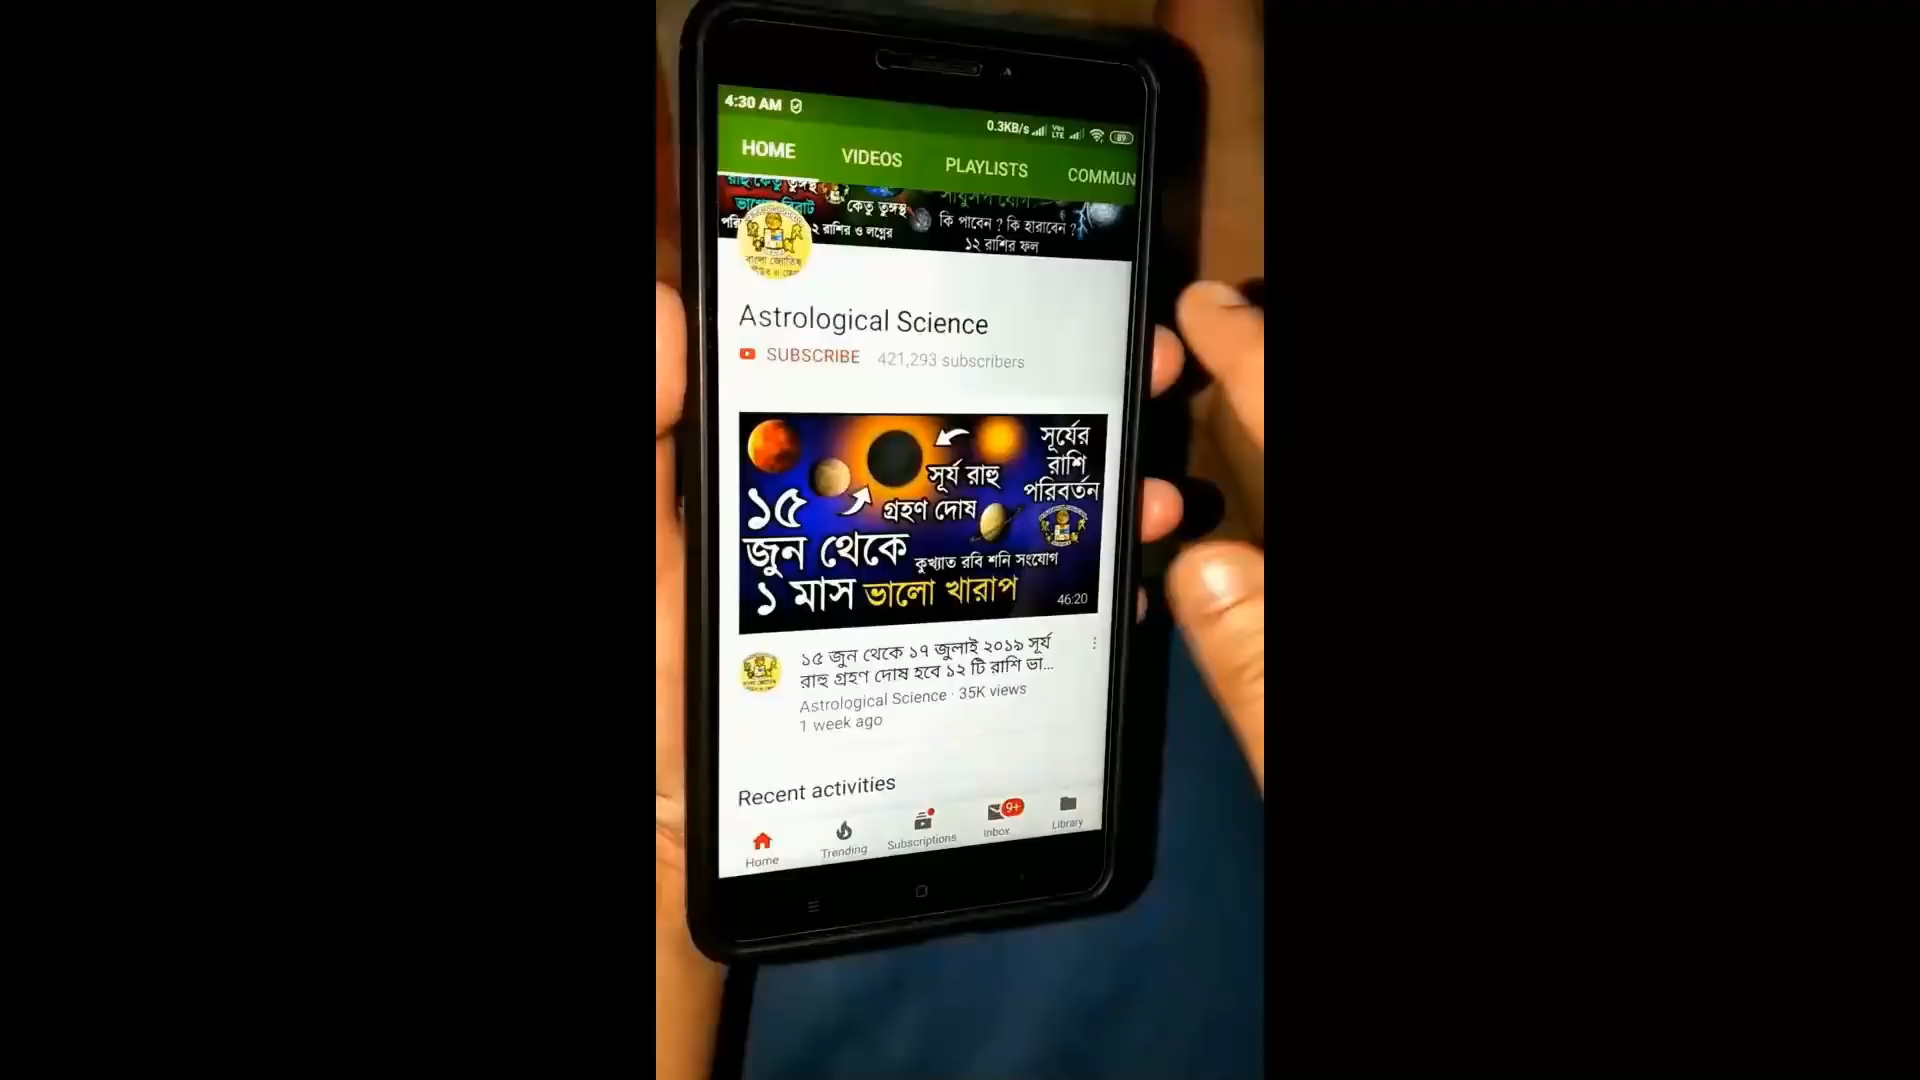 4:30 AM
0.3KB/s
89
HOME VIDEOS PLAYLISTS COMMUN
রাহু কেতু তুঙ্গস্থ
কেতু তুঙ্গস্থ
২ রাশির ও লগ্নের
কি পাবেন ? কি হারাবেন ?
১২ রাশির ফল
বাংলা জ্যোতিষ
Astrological Science
SUBSCRIBE 421,293 subscribers
সূর্যের
রাশি
পরিবর্তন
সূর্য রাহু
গ্রহণ দোষ
১৫
জুন থেকে
কুখ্যাত রবি শনি সংযোগ
১ মাস ভালো খারাপ
46:20
১৫ জুন থেকে ১৭ জুলাই ২০১৯ সূর্য
রাহু গ্রহণ দোষ হবে ১২ টি রাশি ভা...
Astrological Science · 35K views
1 week ago
Recent activities
9+
Home Trending Subscriptions Inbox Library